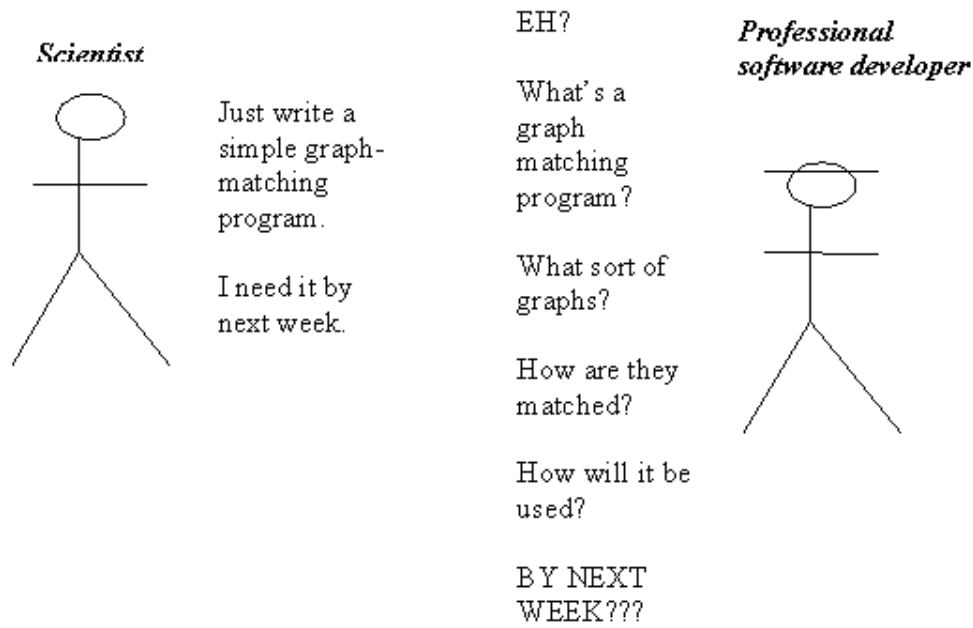 Scientist
Just write a
simple graph-
matching
program.
I need it by
next week.
EH?
What's a
graph
matching
program?
What sort of
graphs?
How are they
matched?
How will it be
used?
BY NEXT
WEEK???
Professional
software developer